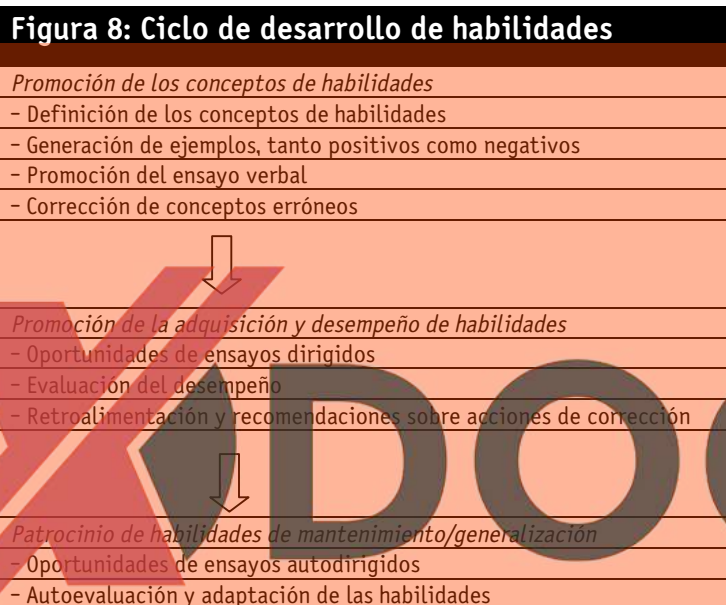 Figura 8: Ciclo de desarrollo de habilidades
Promoción de los conceptos de habilidades
– Definición de los conceptos de habilidades
– Generación de ejemplos, tanto positivos como negativos
– Promoción del ensayo verbal
– Corrección de conceptos erróneos
Promoción de la adquisición y desempeño de habilidades
– Oportunidades de ensayos dirigidos
– Evaluación del desempeño
– Retroalimentación y recomendaciones sobre acciones de corrección
Patrocinio de habilidades de mantenimiento/generalización
– Oportunidades de ensayos autodirigidos
– Autoevaluación y adaptación de las habilidades